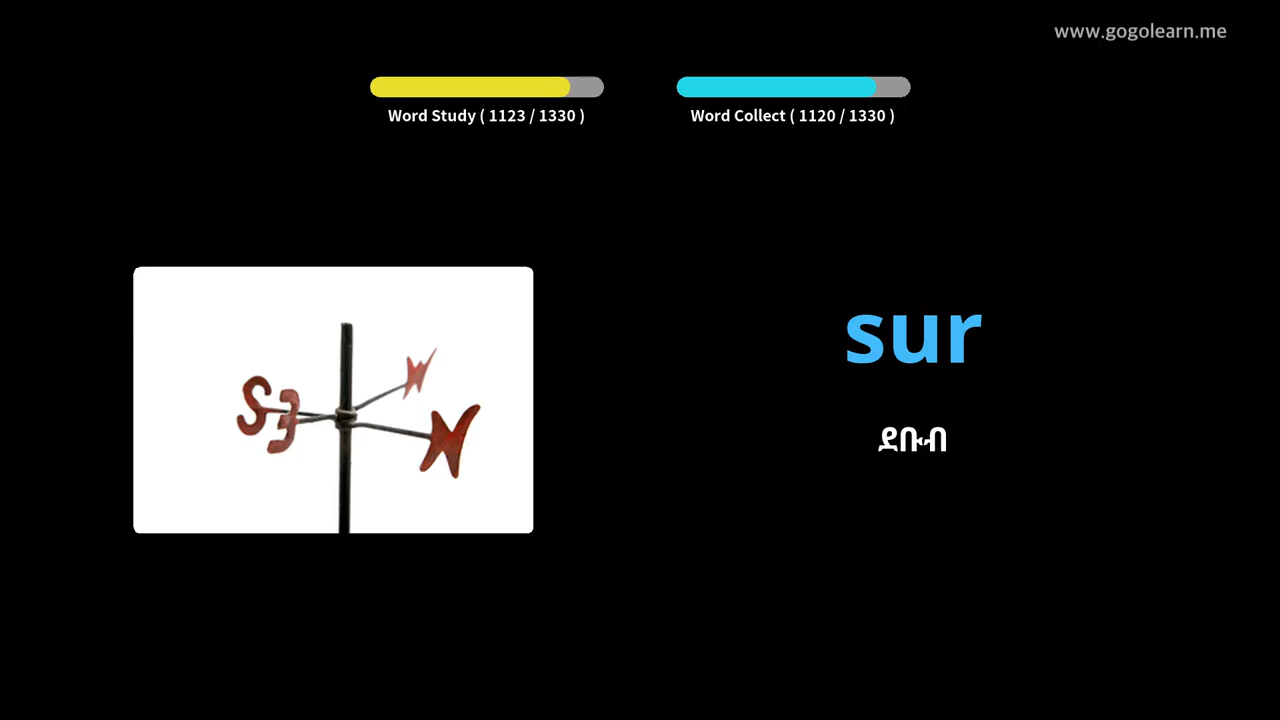 www.gogolearn.me
Word Study ( 1123 / 1330 )
Word Collect ( 1120 / 1330 )
S E N N
sur
ደቡብ